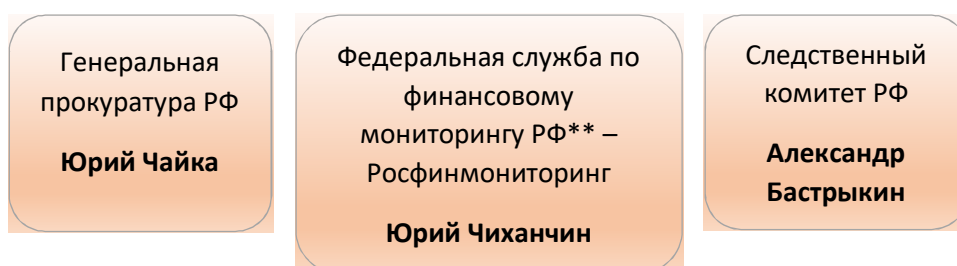 Генеральная
прокуратура РФ
Юрий Чайка
Федеральная служба по
финансовому
мониторингу РФ** –
Росфинмониторинг
Юрий Чиханчин
Следственный
комитет РФ
Александр
Бастрыкин